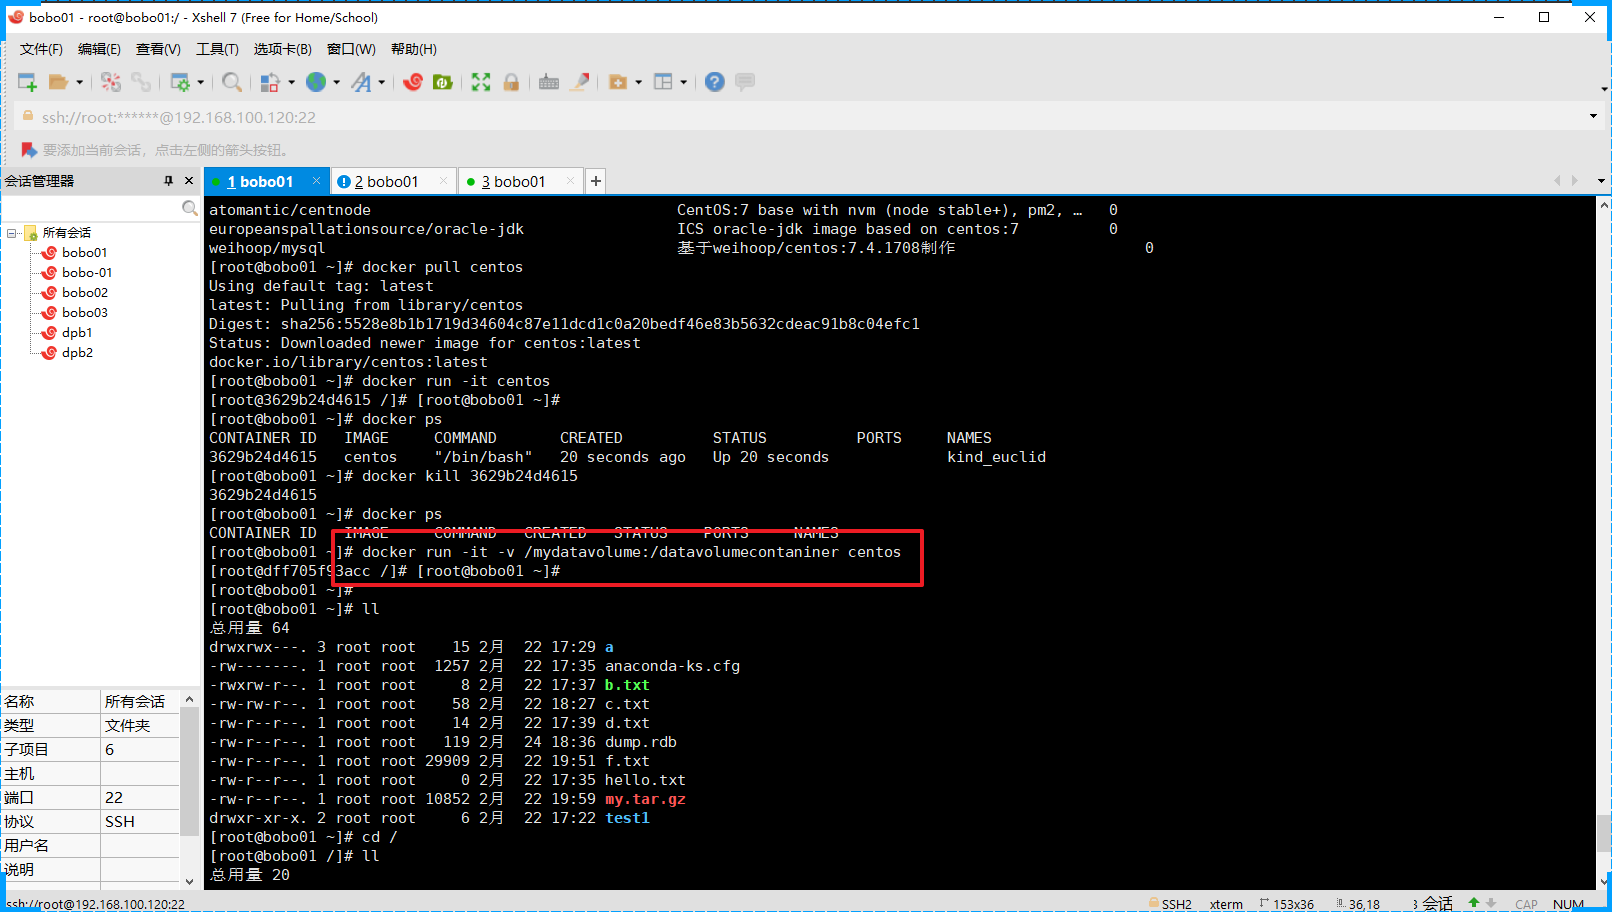 bobo01 - root@bobo01:/ - Xshell 7 (Free for Home/School)
文件(F) 编辑(E) 查看(V) 工具(T) 选项卡(B) 窗口(W) 帮助(H)
ssh://root:******@192.168.100.120:22
要添加当前会话，点击左侧的箭头按钮。
会话管理器
1 bobo01
2 bobo01
3 bobo01
所有会话
bobo01
bobo-01
bobo02
bobo03
dpb1
dpb2
名称 所有会话
类型 文件夹
子项目 6
主机
端口 22
协议 SSH
用户名
说明
atomantic/centnode CentOS:7 base with nvm (node stable+), pm2, … 0
europeanspallationsource/oracle-jdk ICS oracle-jdk image based on centos:7 0
weihoop/mysql 基于weihoop/centos:7.4.1708制作 0
[root@bobo01 ~]# docker pull centos
Using default tag: latest
latest: Pulling from library/centos
Digest: sha256:5528e8b1b1719d34604c87e11dcd1c0a20bedf46e83b5632cdeac91b8c04efc1
Status: Downloaded newer image for centos:latest
docker.io/library/centos:latest
[root@bobo01 ~]# docker run -it centos
[root@3629b24d4615 /]# [root@bobo01 ~]#
[root@bobo01 ~]# docker ps
CONTAINER ID IMAGE COMMAND CREATED STATUS PORTS NAMES
3629b24d4615 centos "/bin/bash" 20 seconds ago Up 20 seconds kind_euclid
[root@bobo01 ~]# docker kill 3629b24d4615
3629b24d4615
[root@bobo01 ~]# docker ps
CONTAINER ID IMAGE COMMAND CREATED STATUS PORTS NAMES
[root@bobo01 ~]# docker run -it -v /mydatavolume:/datavolumecontaniner centos
[root@dff705f93acc /]# [root@bobo01 ~]#
[root@bobo01 ~]#
[root@bobo01 ~]# ll
总用量 64
drwxrwx---. 3 root root 15 2月 22 17:29 a
-rw-------. 1 root root 1257 2月 22 17:35 anaconda-ks.cfg
-rwxrw-r--. 1 root root 8 2月 22 17:37 b.txt
-rw-rw-r--. 1 root root 58 2月 22 18:27 c.txt
-rw-r--r--. 1 root root 14 2月 22 17:39 d.txt
-rw-r--r--. 1 root root 119 2月 24 18:36 dump.rdb
-rw-r--r--. 1 root root 29909 2月 22 19:51 f.txt
-rw-r--r--. 1 root root 0 2月 22 17:35 hello.txt
-rw-r--r--. 1 root root 10852 2月 22 19:59 my.tar.gz
drwxr-xr-x. 2 root root 6 2月 22 17:22 test1
[root@bobo01 ~]# cd /
[root@bobo01 /]# ll
总用量 20
ssh://root@192.168.100.120:22 SSH2 xterm 153x36 36,18 3 会话 CAP NUM